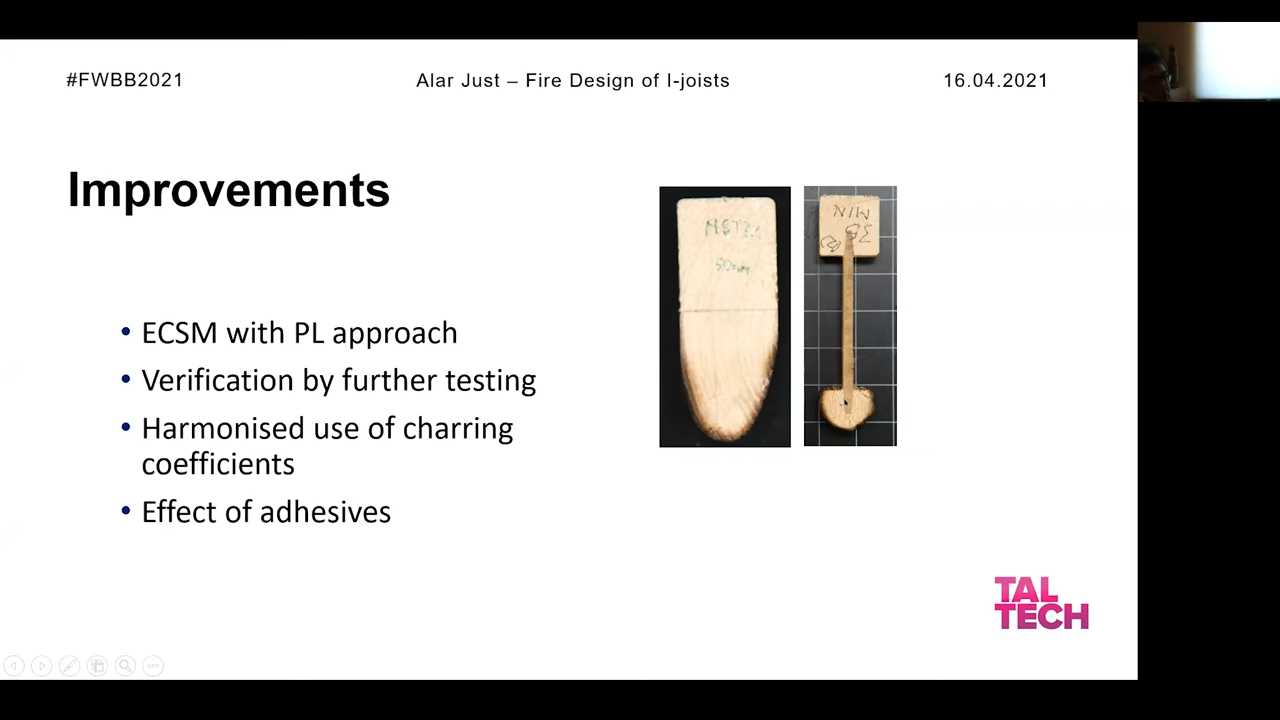 #FWBB2021
Alar Just – Fire Design of I-joists
16.04.2021
Improvements
• ECSM with PL approach
• Verification by further testing
• Harmonised use of charring
coefficients
• Effect of adhesives
TAL
TECH